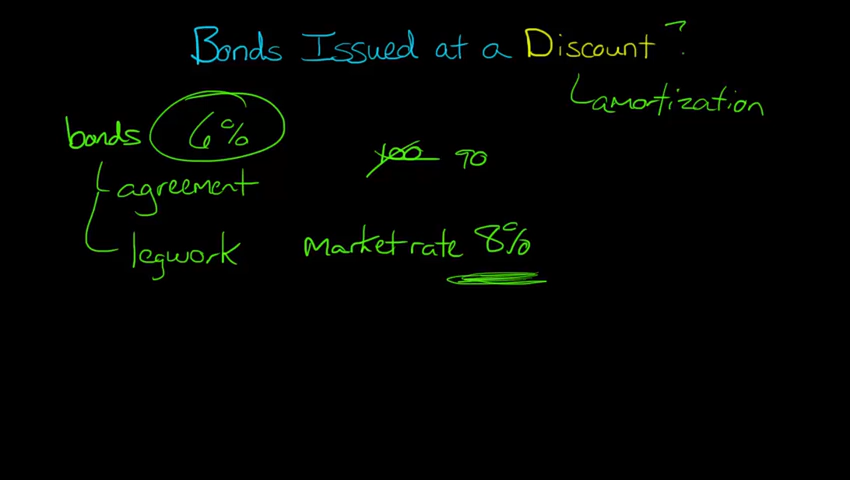 Bonds Issued at a Discount ?
amortization
bonds 6%
100 90
agreement
legwork market rate 8%